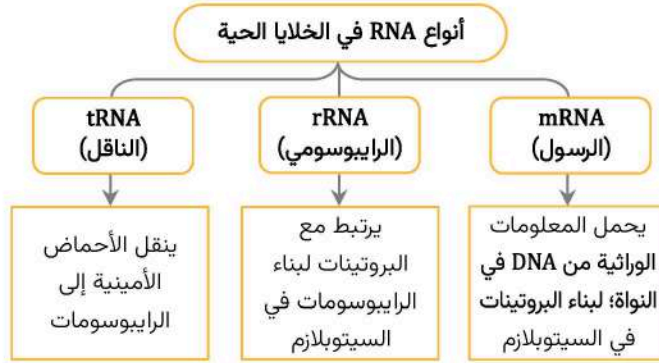 أنواع RNA في الخلايا الحية
mRNA
(الرسول)
rRNA
(الرايبوسومي)
tRNA
(الناقل)
يحمل المعلومات
الوراثية من DNA في
النواة؛ لبناء البروتينات
في السيتوبلازم
يرتبط مع
البروتينات لبناء
الرايبوسومات في
السيتوبلازم
ينقل الأحماض
الأمينية إلى
الرايبوسومات